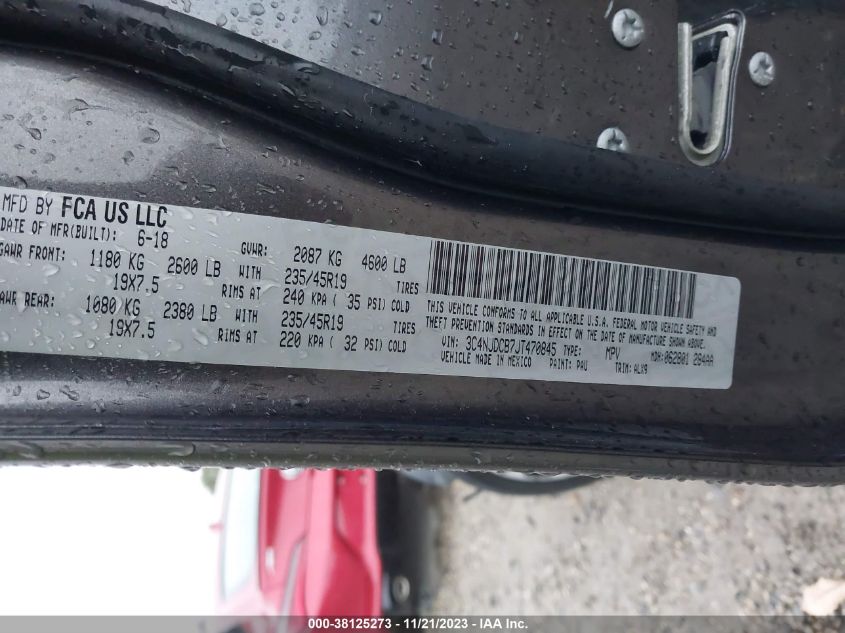 MFD BY FCA US LLC
DATE OF MFR(BUILT): 6-18
GVWR: 2087 KG 4600 LB
GAWR FRONT: 1180 KG 2600 LB WITH 235/45R19 TIRES
19X7.5 RIMS AT 240 KPA ( 35 PSI) COLD
AWR REAR: 1080 KG 2380 LB WITH 235/45R19 TIRES
19X7.5 RIMS AT 220 KPA ( 32 PSI) COLD
THIS VEHICLE CONFORMS TO ALL APPLICABLE U.S.A. FEDERAL MOTOR VEHICLE SAFETY AND
THEFT PREVENTION STANDARDS IN EFFECT ON THE DATE OF MANUFACTURE SHOWN ABOVE.
VIN: 3C4NJDCB7JT470845 TYPE: MPV MDH: 062801 284AA
VEHICLE MADE IN MEXICO PAINT: PAU TRIM: ALX9
000-38125273 - 11/21/2023 - © IAA, Inc.